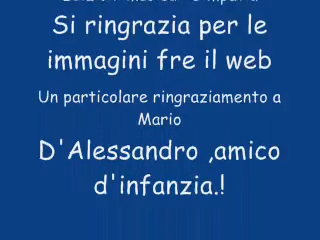 Si ringrazia per le
immagini fre il web
Un particolare ringraziamento a
Mario
D'Alessandro ,amico
d'infanzia.!